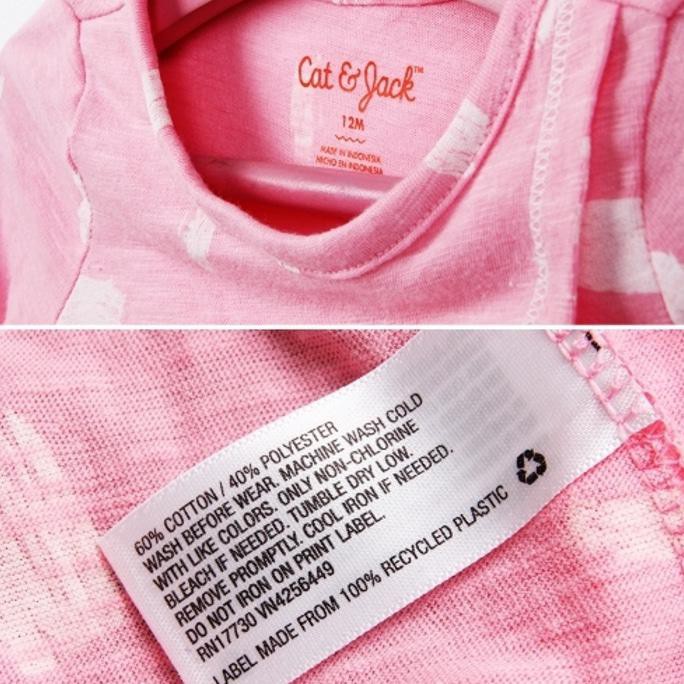 Cat & Jack™
12M
MADE IN INDONESIA
HECHO EN INDONESIA
60% COTTON / 40% POLYESTER
WASH BEFORE WEAR. MACHINE WASH COLD
WITH LIKE COLORS. ONLY NON-CHLORINE
BLEACH IF NEEDED. TUMBLE DRY LOW.
REMOVE PROMPTLY. COOL IRON IF NEEDED.
DO NOT IRON ON PRINT LABEL.
RN17730 VN4256449
LABEL MADE FROM 100% RECYCLED PLASTIC